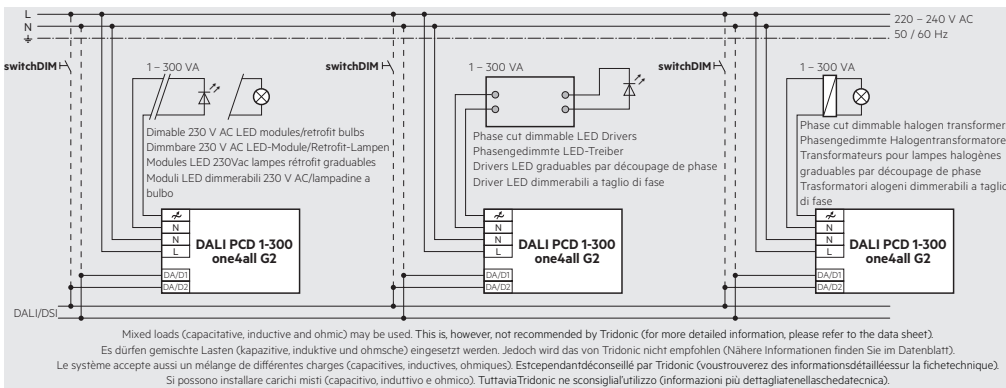 L
N
220 – 240 V AC
50 / 60 Hz
switchDIM
1 – 300 VA
Dimable 230 V AC LED modules/retrofit bulbs
Dimmbare 230 V AC LED-Module/Retrofit-Lampen
Modules LED 230Vac lampes rétrofit graduables
Moduli LED dimmerabili 230 V AC/lampadine a
bulbo
N
N
L
DA/D1
DA/D2
DALI PCD 1-300
one4all G2
switchDIM
1 – 300 VA
Phase cut dimmable LED Drivers
Phasengedimmte LED-Treiber
Drivers LED graduables par découpage de phase
Driver LED dimmerabili a taglio di fase
N
N
L
DA/D1
DA/D2
DALI PCD 1-300
one4all G2
switchDIM
1 – 300 VA
Phase cut dimmable halogen transformer
Phasengedimmte Halogentransformatore
Transformateurs pour lampes halogènes
graduables par découpage de phase
Trasformatori alogeni dimmerabili a taglio
di fase
N
N
L
DA/D1
DA/D2
DALI PCD 1-300
one4all G2
DALI/DSI
Mixed loads (capacitative, inductive and ohmic) may be used. This is, however, not recommended by Tridonic (for more detailed information, please refer to the data sheet).
Es dürfen gemischte Lasten (kapazitive, induktive und ohmsche) eingesetzt werden. Jedoch wird das von Tridonic nicht empfohlen (Nähere Informationen finden Sie im Datenblatt).
Le système accepte aussi un mélange de différentes charges (capacitives, inductives, ohmiques). Estcependantdéconseillé par Tridonic (voustrouverez des informationsdétailléessur la fichetechnique).
Si possono installare carichi misti (capacitivo, induttivo e ohmico). TuttaviaTridonic ne sconsiglial'utilizzo (informazioni più dettagliatenellaschedatecnica).